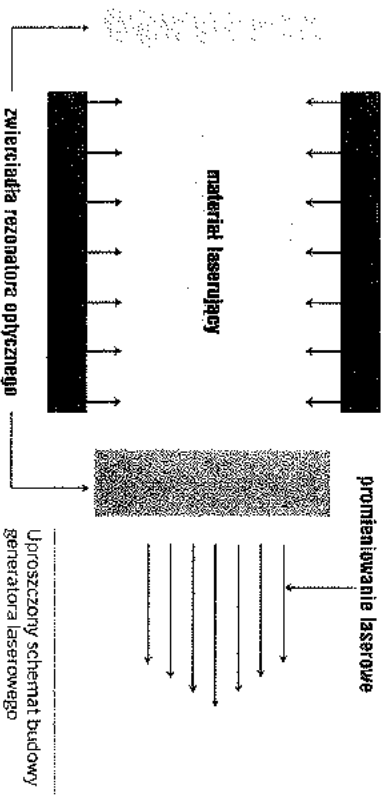 promieniowanie laserowe
materiał laserujący
zwierciadła rezonatora optycznego
Uproszczony schemat budowy
generatora laserowego